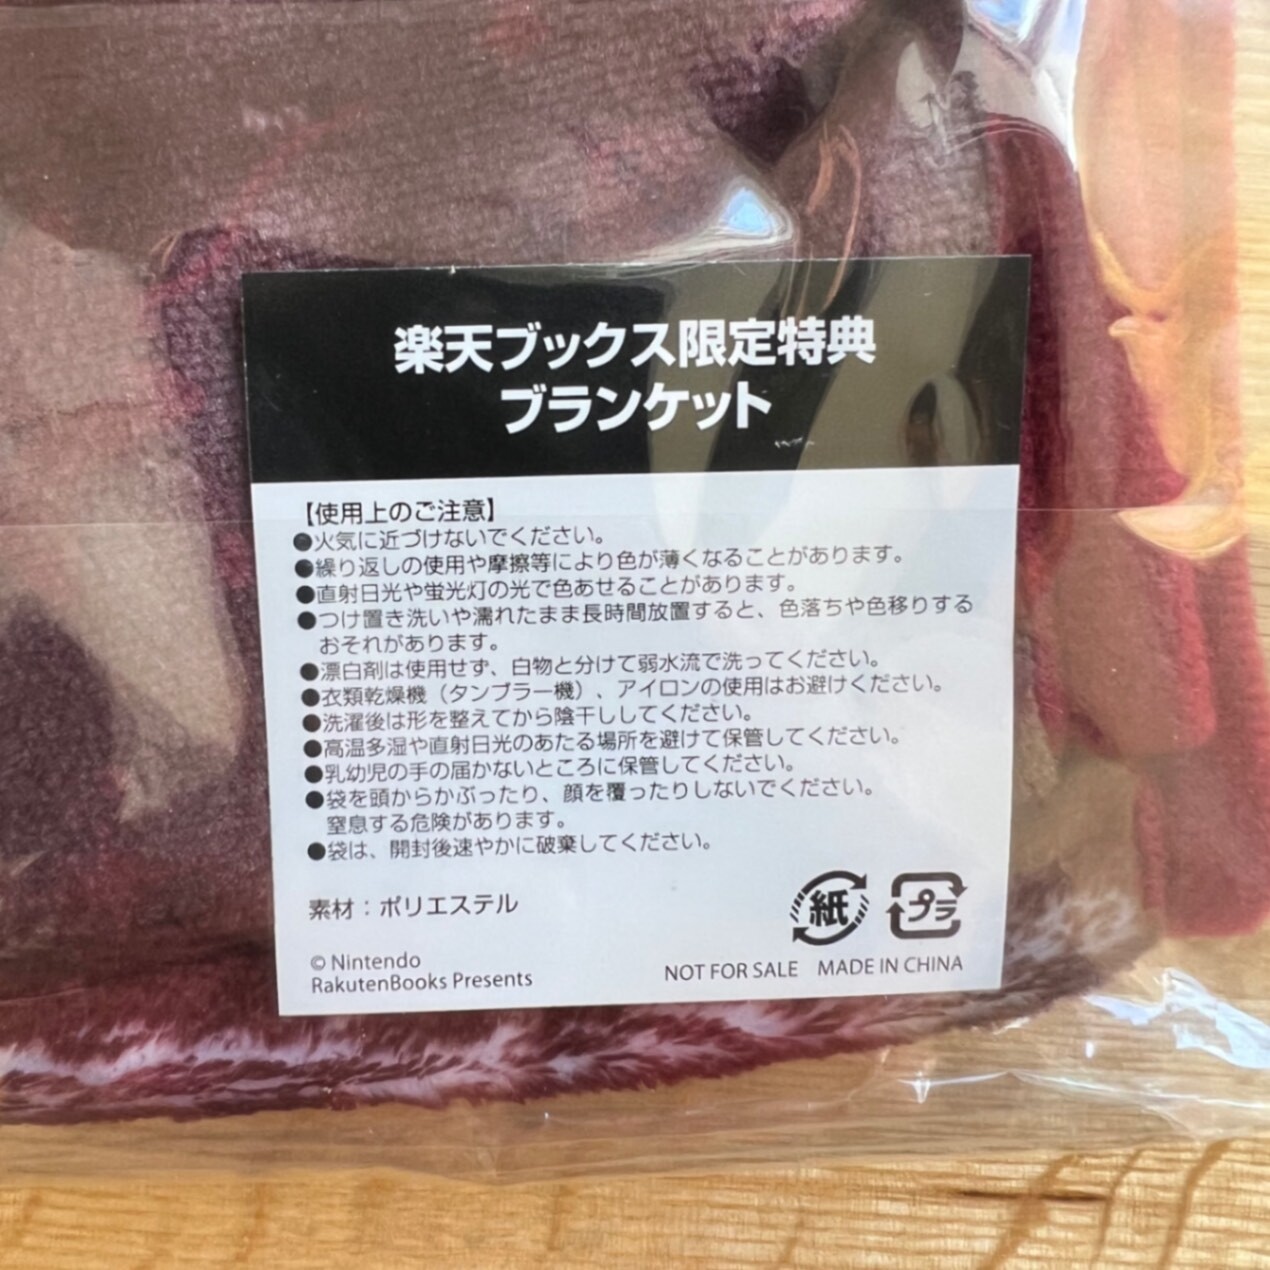 楽天ブックス限定特典
ブランケット
【使用上のご注意】
●火気に近づけないでください。
●繰り返しの使用や摩擦等により色が薄くなることがあります。
●直射日光や蛍光灯の光で色あせることがあります。
●つけ置き洗いや濡れたまま長時間放置すると、色落ちや色移りする
おそれがあります。
●漂白剤は使用せず、白物と分けて弱水流で洗ってください。
●衣類乾燥機（タンブラー機）、アイロンの使用はお避けください。
●洗濯後は形を整えてから陰干ししてください。
●高温多湿や直射日光のあたる場所を避けて保管してください。
●乳幼児の手の届かないところに保管してください。
●袋を頭からかぶったり、顔を覆ったりしないでください。
窒息する危険があります。
●袋は、開封後速やかに破棄してください。
素材：ポリエステル
紙 プラ
© Nintendo
RakutenBooks Presents
NOT FOR SALE MADE IN CHINA